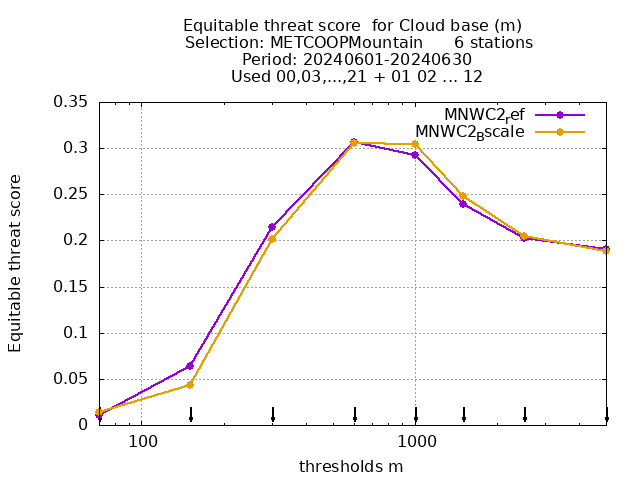 Equitable threat score  for Cloud base (m)
Selection: METCOOPMountain      6 stations
Period: 20240601-20240630
Used 00,03,...,21 + 01 02 ... 12
MNWC2ref
MNWC2Bscale
Equitable threat score
0.35
0.3
0.25
0.2
0.15
0.1
0.05
0
100
1000
thresholds m